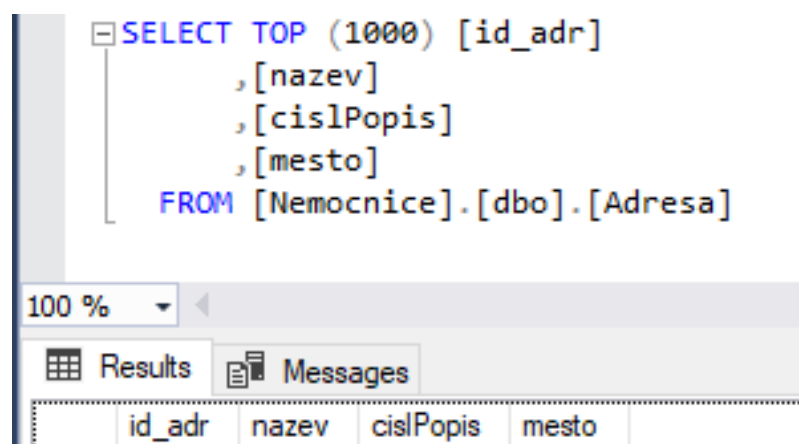 SELECT TOP (1000) [id_adr]
,[nazev]
,[cislPopis]
,[mesto]
FROM [Nemocnice].[dbo].[Adresa]
100 %
Results Messages
id_adr nazev cislPopis mesto